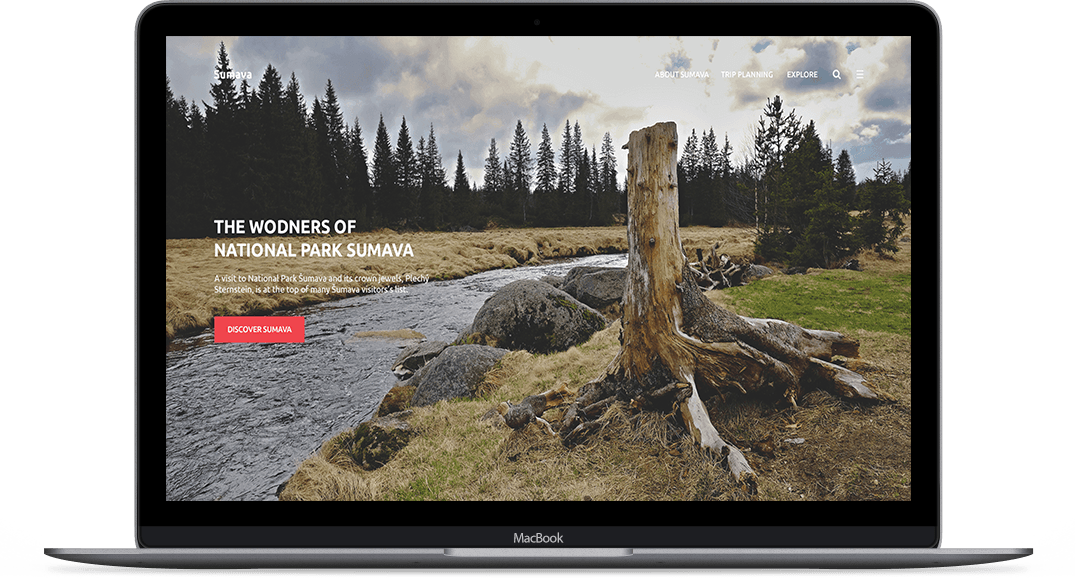 Šumava
ABOUT SUMAVA TRIP PLANNING EXPLORE
THE WODNERS OF
NATIONAL PARK SUMAVA
A visit to National Park Šumava and its crown jewels, Plechý
Sternstein, is at the top of many Šumava visitors's list.
DISCOVER SUMAVA
MacBook